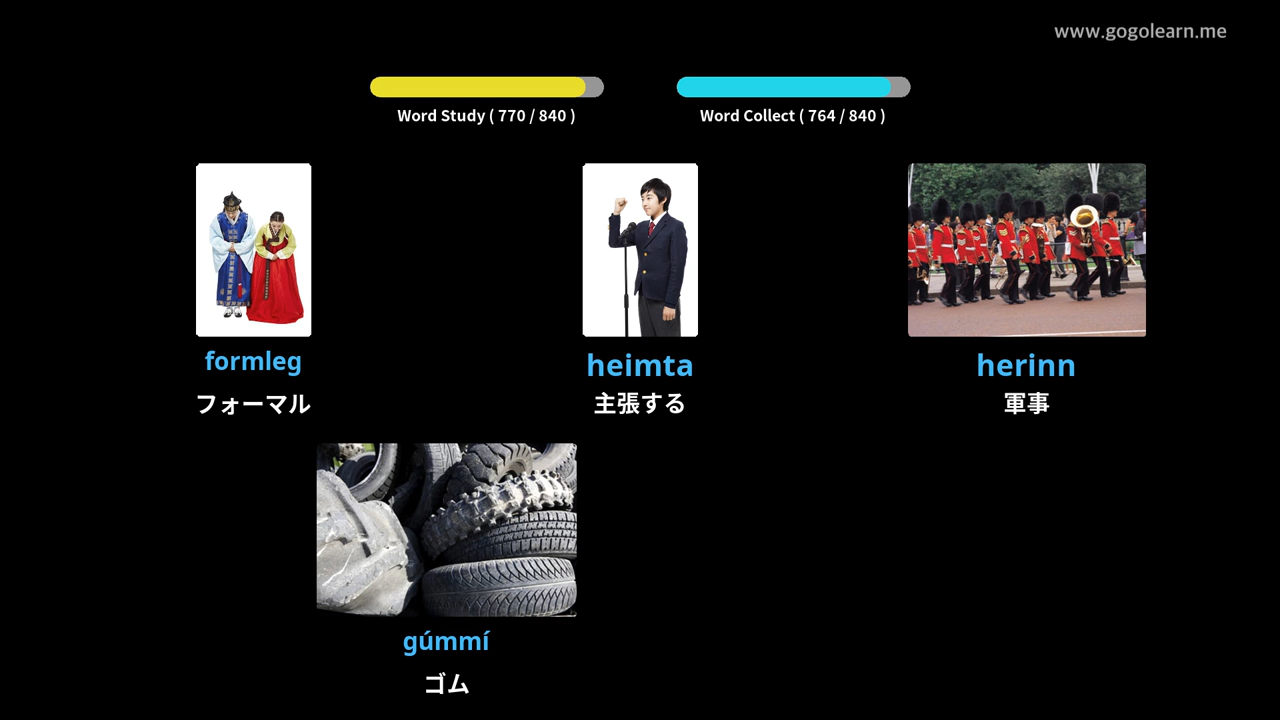 www.gogolearn.me
Word Study ( 770 / 840 )
Word Collect ( 764 / 840 )
formleg
フォーマル
heimta
主張する
herinn
軍事
gúmmí
ゴム